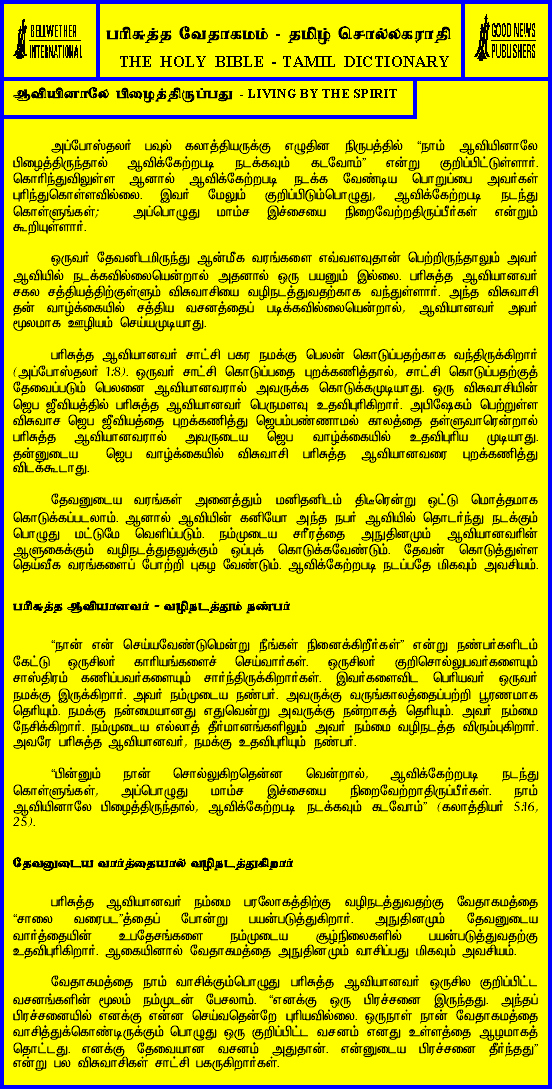 BELLWETHER
INTERNATIONAL
பரிசுத்த வேதாகமம் - தமிழ் சொல்லகராதி
THE HOLY BIBLE - TAMIL DICTIONARY
GOOD NEWS
PUBLISHERS
ஆவியினாலே பிழைத்திருப்பது - LIVING BY THE SPIRIT
அப்போஸ்தலர் பவுல் கலாத்தியருக்கு எழுதின நிருபத்தில் “நாம் ஆவியினாலே
பிழைத்திருந்தால் ஆவிக்கேற்றபடி நடக்கவும் கடவோம்” என்று குறிப்பிட்டுள்ளார்.
கொரிந்துவிலுள்ள ஆனால் ஆவிக்கேற்றபடி நடக்க வேண்டிய பொறுப்பை அவர்கள்
புரிந்துகொள்ளவில்லை. இவர் மேலும் குறிப்பிடும்பொழுது, ஆவிக்கேற்றபடி நடந்து
கொள்ளுங்கள்; அப்பொழுது மாம்ச இச்சையை நிறைவேற்றதிருப்பீர்கள் என்றும்
கூறியுள்ளார்.
ஒருவர் தேவனிடமிருந்து ஆன்மீக வரங்களை எவ்வளவுதான் பெற்றிருந்தாலும் அவர்
ஆவியில் நடக்கவில்லையென்றால் அதனால் ஒரு பயனும் இல்லை. பரிசுத்த ஆவியானவர்
சகல சத்தியத்திற்குள்ளும் விசுவாசியை வழிநடத்துவதற்காக வந்துள்ளார். அந்த விசுவாசி
தன் வாழ்க்கையில் சத்திய வசனத்தைப் படிக்கவில்லையென்றால், ஆவியானவர் அவர்
மூலமாக ஊழியம் செய்யமுடியாது.
பரிசுத்த ஆவியானவர் சாட்சி பகர நமக்கு பெலன் கொடுப்பதற்காக வந்திருக்கிறார்
(அப்போஸ்தலர் 1:8). ஒருவர் சாட்சி கொடுப்பதை புறக்கணித்தால், சாட்சி கொடுப்பதற்குத்
தேவைப்படும் பெலனை ஆவியானவரால் அவருக்க கொடுக்கமுடியாது. ஒரு விசுவாசியின்
ஜெப ஜீவியத்தில் பரிசுத்த ஆவியானவர் பெருமளவு உதவிபுரிகிறார். அபிஷேகம் பெற்றுள்ள
விசுவாச ஜெப ஜீவியத்தை புறக்கணித்து ஜெபம்பண்ணாமல் காலத்தை தள்ளுவாரென்றால்
பரிசுத்த ஆவியானவரால் அவருடைய ஜெப வாழ்க்கையில் உதவிபுரிய முடியாது.
தன்னுடைய ஜெப வாழ்க்கையில் விசுவாசி பரிசுத்த ஆவியானவரை புறக்கணித்து
விடக்கூடாது.
தேவனுடைய வரங்கள் அனைத்தும் மனிதனிடம் திடீரென்று ஒட்டு மொத்தமாக
கொடுக்கப்படலாம். ஆனால் ஆவியின் கனியோ அந்த நபர் ஆவியில் தொடர்ந்து நடக்கும்
பொழுது மட்டுமே வெளிப்படும். நம்முடைய சரீரத்தை அநுதினமும் ஆவியானவரின்
ஆளுகைக்கும் வழிநடத்துதலுக்கும் ஒப்புக் கொடுக்கவேண்டும். தேவன் கொடுத்துள்ள
தெய்வீக வரங்களைப் போற்றி புகழ வேண்டும். ஆவிக்கேற்றபடி நடப்பதே மிகவும் அவசியம்.
பரிசுத்த ஆவியானவர் - வழிநடத்தும் நண்பர்
“நான் என் செய்யவேண்டுமென்று நீங்கள் நினைக்கிறீர்கள்” என்று நண்பர்களிடம்
கேட்டு ஒருசிலர் காரியங்களைச் செய்வார்கள். ஒருசிலர் குறிசொல்லுபவர்களையும்
சாஸ்திரம் கணிப்பவர்களையும் சார்ந்திருக்கிறார்கள். இவர்களைவிட பெரியவர் ஒருவர்
நமக்கு இருக்கிறார். அவர் நம்முடைய நண்பர். அவருக்கு வருங்காலத்தைப்பற்றி பூரணமாக
தெரியும். நமக்கு நன்மையானது எதுவென்று அவருக்கு நன்றாகத் தெரியும். அவர் நம்மை
நேசிக்கிறார். நம்முடைய எல்லாத் தீர்மானங்களிலும் அவர் நம்மை வழிநடத்த விரும்புகிறார்.
அவரே பரிசுத்த ஆவியானவர், நமக்கு உதவிபுரியும் நண்பர்.
“பின்னும் நான் சொல்லுகிறதென்ன வென்றால், ஆவிக்கேற்றபடி நடந்து
கொள்ளுங்கள், அப்பொழுது மாம்ச இச்சையை நிறைவேற்றாதிருப்பீர்கள். நாம்
ஆவியினாலே பிழைத்திருந்தால், ஆவிக்கேற்றபடி நடக்கவும் கடவோம்” (கலாத்தியர் 5:16,
25).
தேவனுடைய வார்த்தையால் வழிநடத்துகிறார்
பரிசுத்த ஆவியானவர் நம்மை பரலோகத்திற்கு வழிநடத்துவதற்கு வேதாகமத்தை
“சாலை வரைபட”த்தைப் போன்று பயன்படுத்துகிறார். அநுதினமும் தேவனுடைய
வார்த்தையின் உபதேசங்களை நம்முடைய சூழ்நிலைகளில் பயன்படுத்துவதற்கு
உதவிபுரிகிறார். ஆகையினால் வேதாகமத்தை அநுதினமும் வாசிப்பது மிகவும் அவசியம்.
வேதாகமத்தை நாம் வாசிக்கும்பொழுது பரிசுத்த ஆவியானவர் ஒருசில குறிப்பிட்ட
வசனங்களின் மூலம் நம்முடன் பேசலாம். “எனக்கு ஒரு பிரச்சனை இருந்தது. அந்தப்
பிரச்சனையில் எனக்கு என்ன செய்வதென்றே புரியவில்லை. ஒருநாள் நான் வேதாகமத்தை
வாசித்துக்கொண்டிருக்கும் பொழுது ஒரு குறிப்பிட்ட வசனம் எனது உள்ளத்தை ஆழமாகத்
தொட்டது. எனக்கு தேவையான வசனம் அதுதான். என்னுடைய பிரச்சனை தீர்ந்தது”
என்று பல விசுவாசிகள் சாட்சி பகருகிறார்கள்.